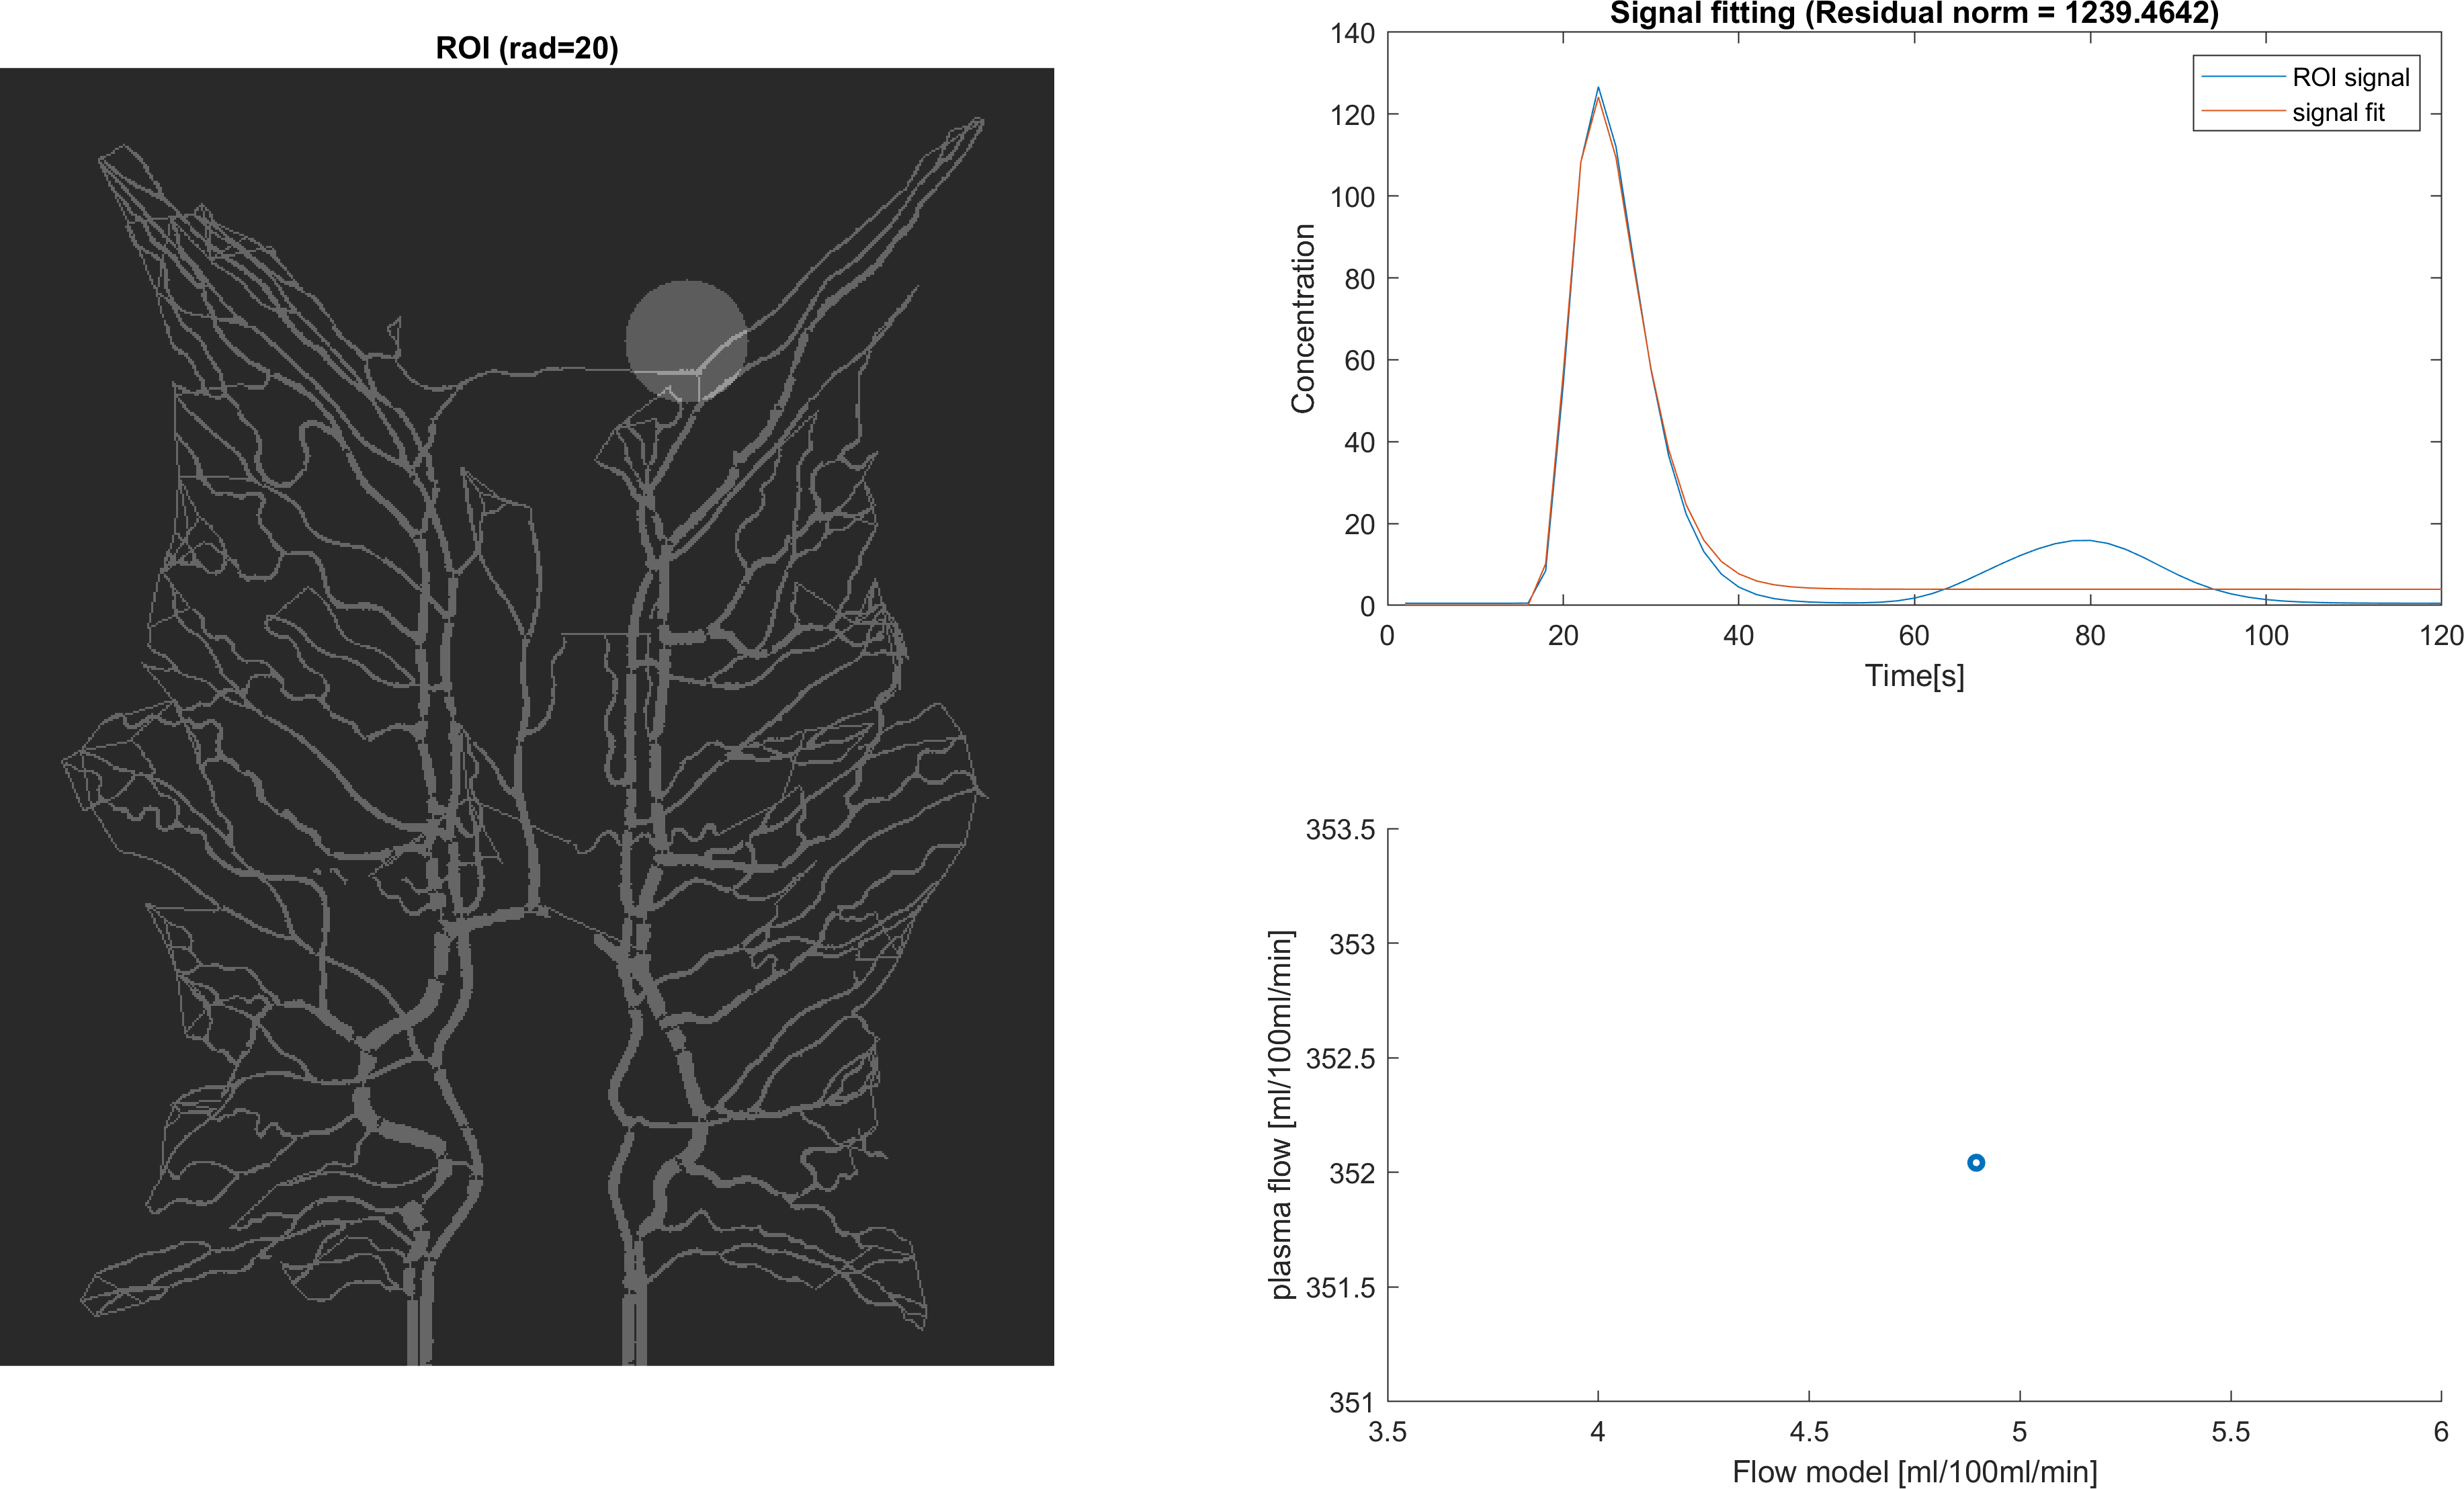 ROI (rad=20)
Signal fitting (Residual norm = 1239.4642)
140
120
100
80
60
40
20
0
Concentration
ROI signal
signal fit
0 20 40 60 80 100 120
Time[s]
353.5
353
352.5
352
351.5
351
plasma flow [ml/100ml/min]
3.5 4 4.5 5 5.5 6
Flow model [ml/100ml/min]